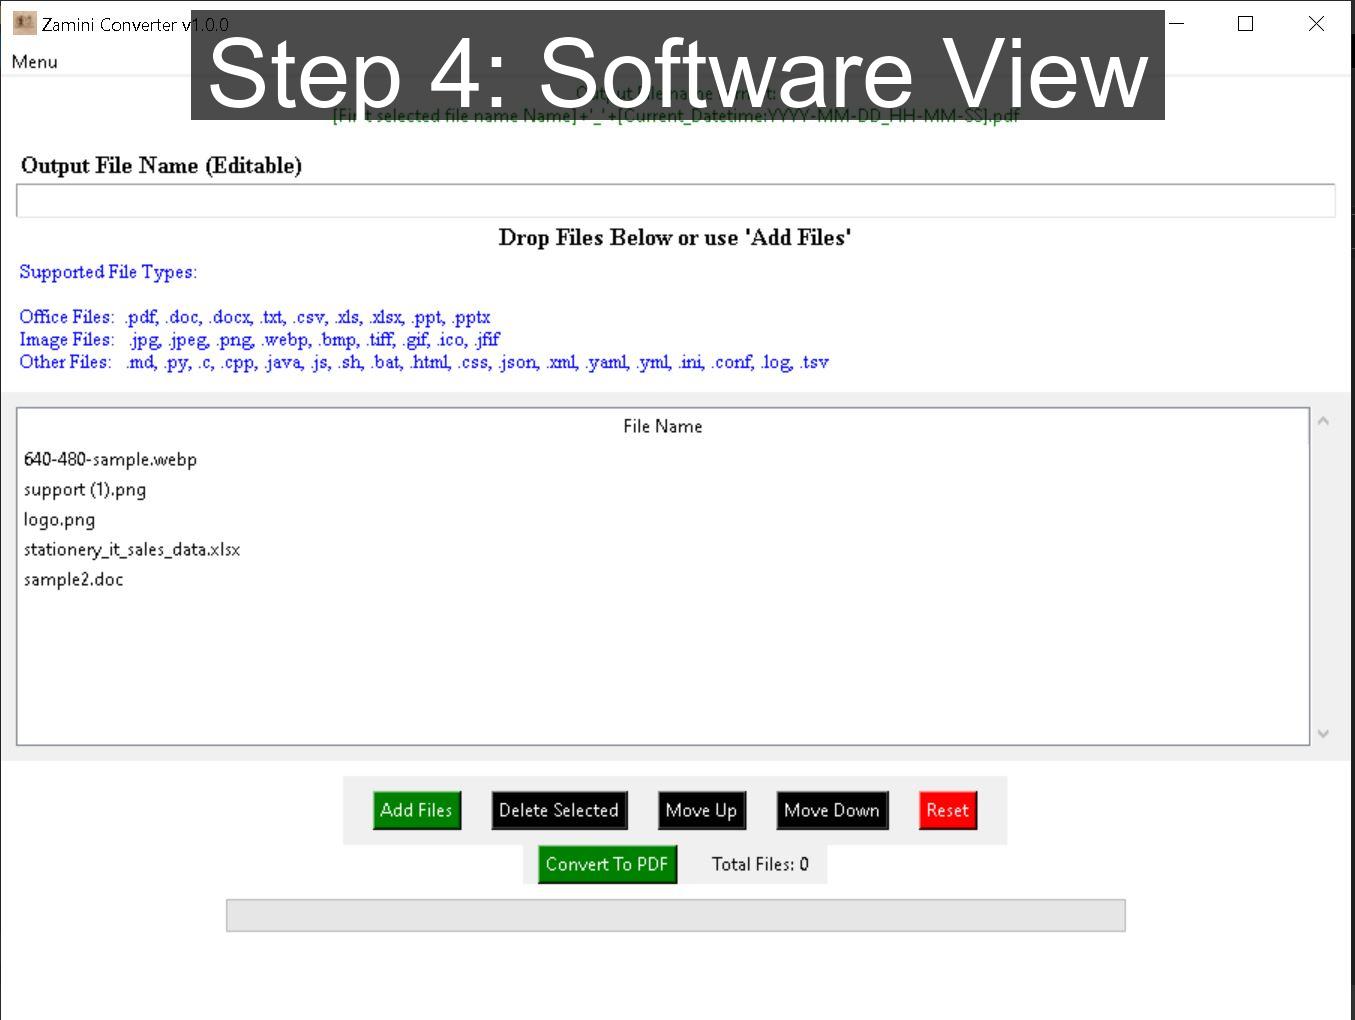 Zamini Converter v1.0.0
Step 4: Software View
Menu
Output file name format:
[First selected file name Name]+'_'+[Current_Datetime:YYYY-MM-DD_HH-MM-SS].pdf
Output File Name (Editable)
Drop Files Below or use 'Add Files'
Supported File Types:
Office Files: .pdf, .doc, .docx, .txt, .csv, .xls, .xlsx, .ppt, .pptx
Image Files: .jpg, .jpeg, .png, .webp, .bmp, .tiff, .gif, .ico, .jfif
Other Files: .md, .py, .c, .cpp, .java, .js, .sh, .bat, .html, .css, .json, .xml, .yaml, .yml, .ini, .conf, .log, .tsv
File Name
640-480-sample.webp
support (1).png
logo.png
stationery_it_sales_data.xlsx
sample2.doc
Add Files
Delete Selected
Move Up
Move Down
Reset
Convert To PDF
Total Files: 0